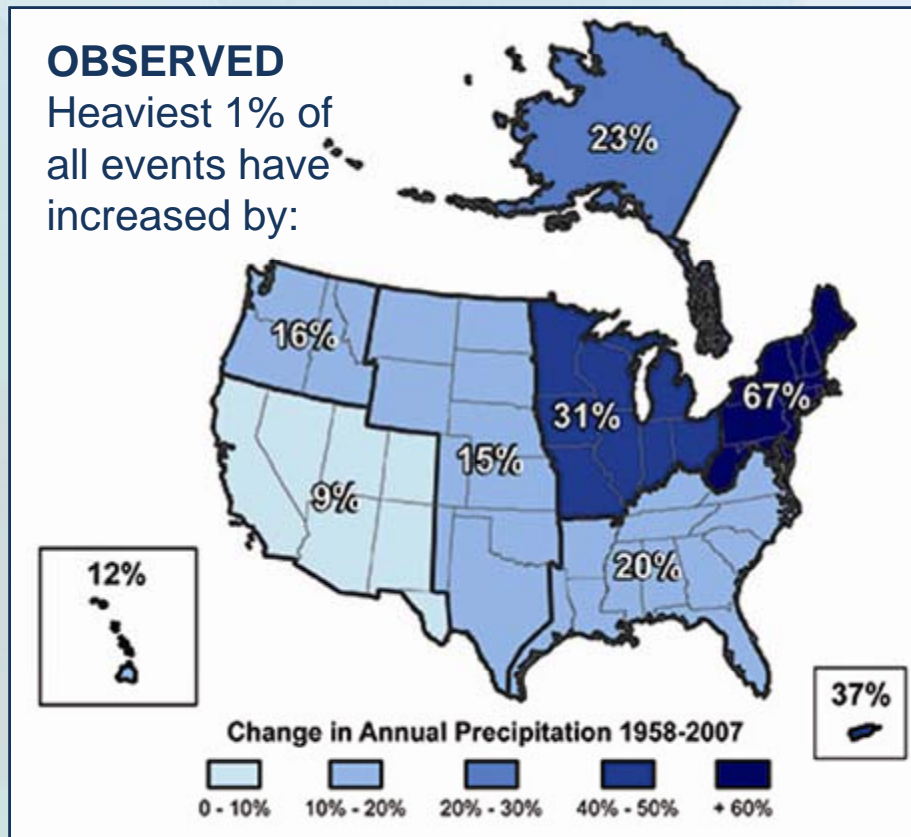 OBSERVED
Heaviest 1% of
all events have
increased by:
23%
16%
31%
67%
15%
9%
20%
12%
37%
Change in Annual Precipitation 1958-2007
0 - 10%
10% - 20%
20% - 30%
40% - 50%
+ 60%